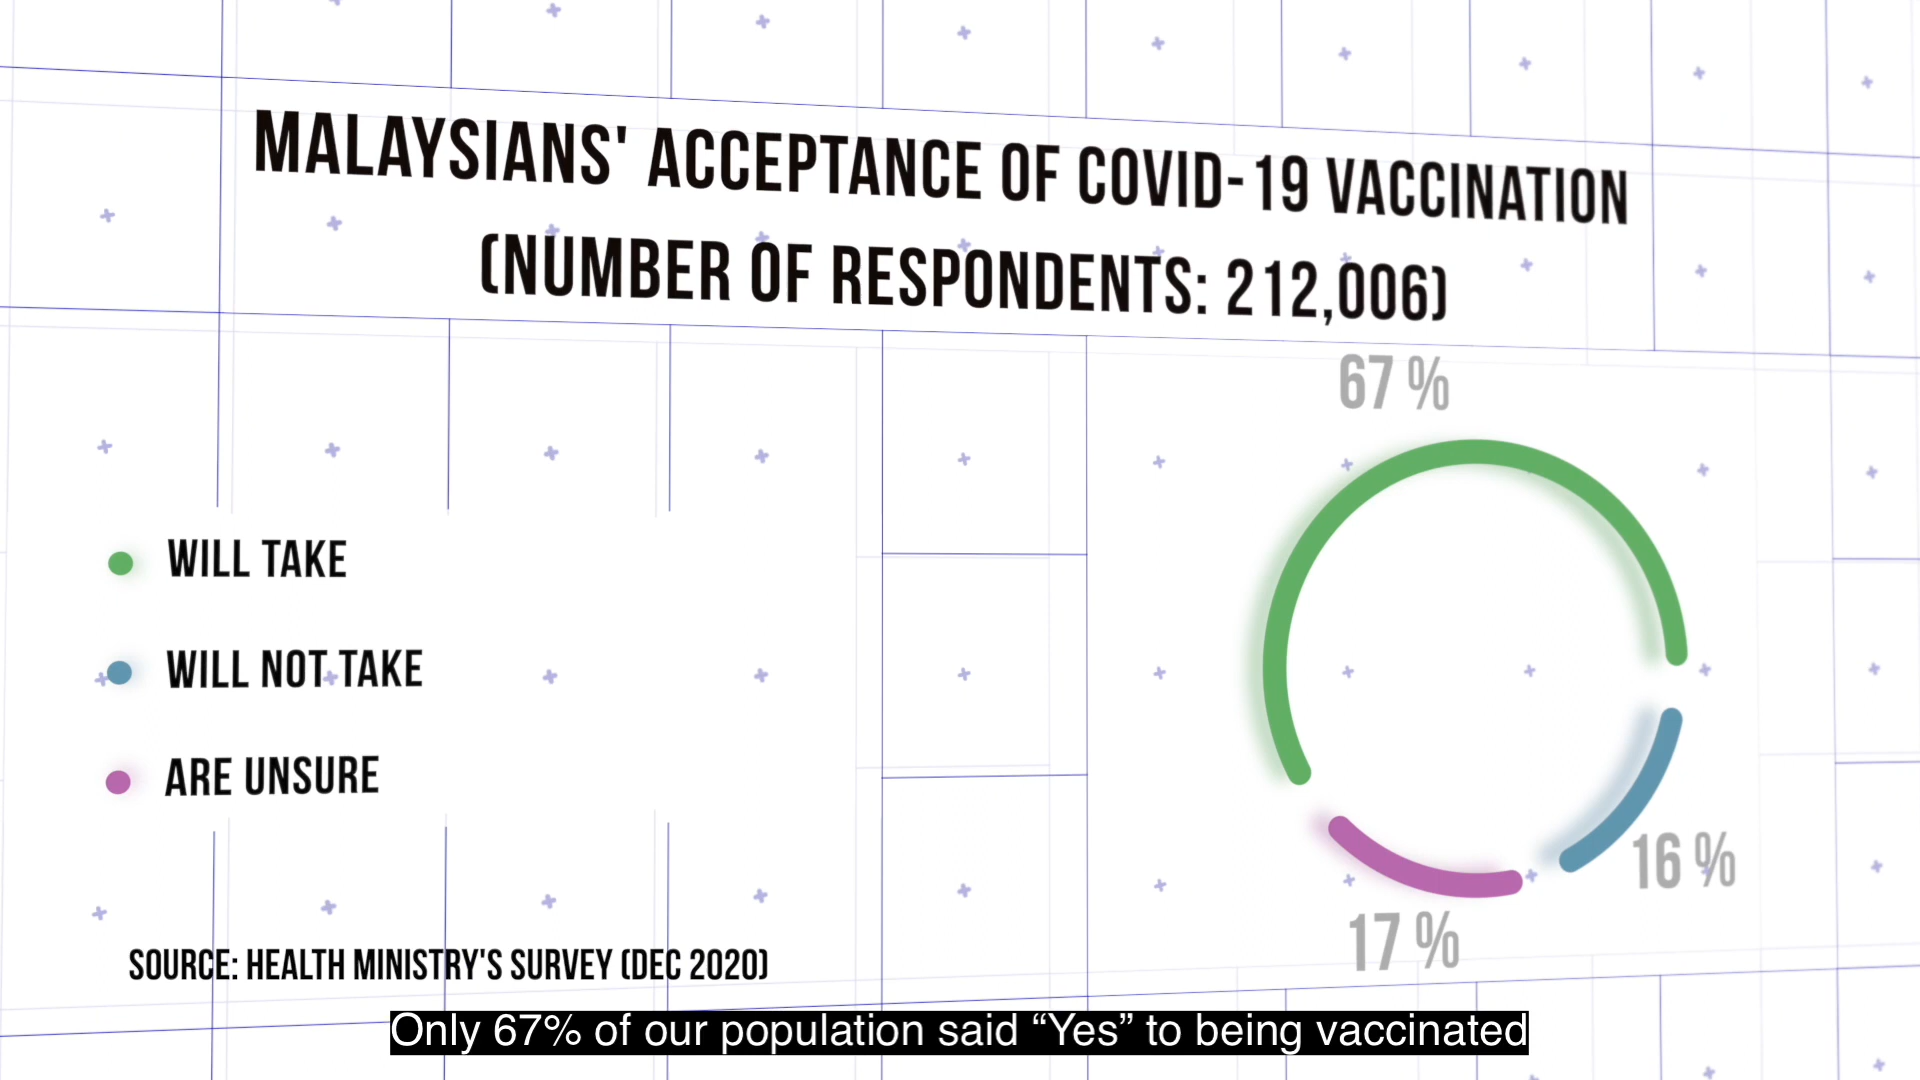 MALAYSIANS' ACCEPTANCE OF COVID-19 VACCINATION
(NUMBER OF RESPONDENTS: 212,006)
67 %
WILL TAKE
WILL NOT TAKE
ARE UNSURE
16 %
17 %
SOURCE: HEALTH MINISTRY'S SURVEY (DEC 2020)
Only 67% of our population said “Yes” to being vaccinated